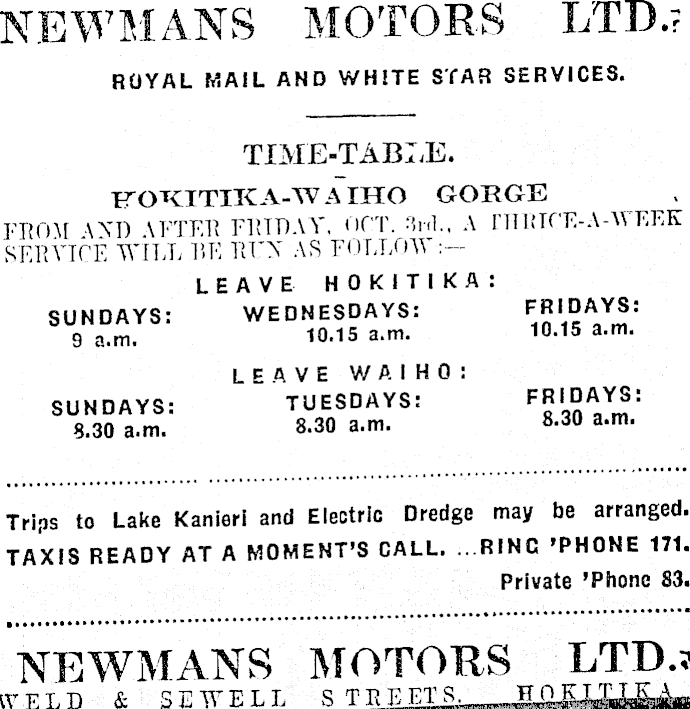 NEWMANS MOTORS LTD.
ROYAL MAIL AND WHITE STAR SERVICES.
TIME-TABLE.
HOKITIKA-WAIHO GORGE
FROM AND AFTER FRIDAY, OCT. 3rd., A THRICE-A-WEEK
SERVICE WILL BE RUN AS FOLLOW:—
LEAVE HOKITIKA:
SUNDAYS: WEDNESDAYS: FRIDAYS:
9 a.m. 10.15 a.m. 10.15 a.m.
LEAVE WAIHO:
SUNDAYS: TUESDAYS: FRIDAYS:
8.30 a.m. 8.30 a.m. 8.30 a.m.
Trips to Lake Kanieri and Electric Dredge may be arranged.
TAXIS READY AT A MOMENT'S CALL. ...RING 'PHONE 171.
Private 'Phone 83.
NEWMANS MOTORS LTD.
WELD & SEWELL STREETS. HOKITIKA